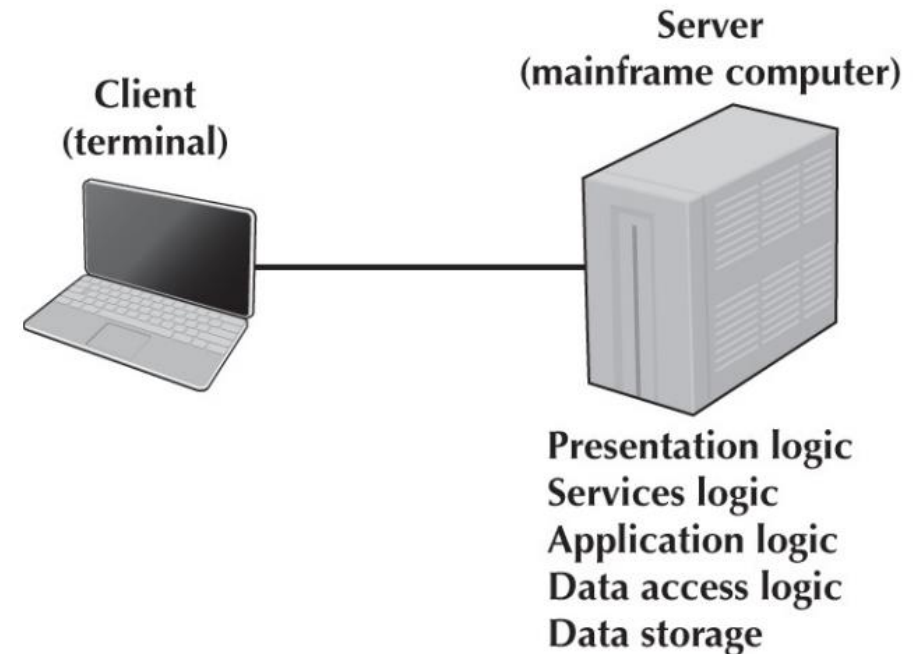 Client
(terminal)
Server
(mainframe computer)
Presentation logic
Services logic
Application logic
Data access logic
Data storage